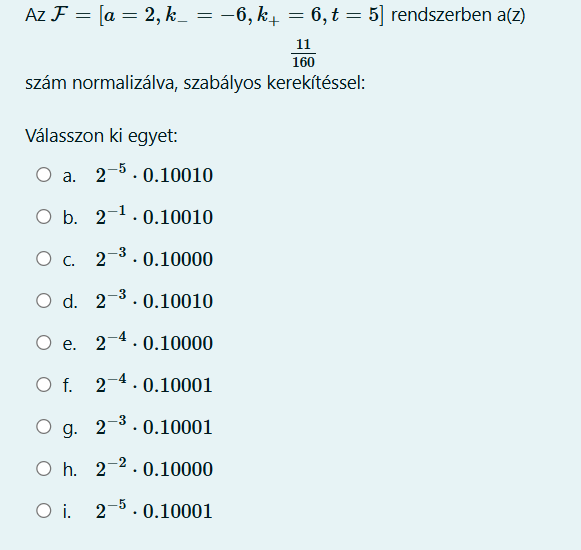 Az $\mathcal{F} = [a = 2, k_- = -6, k_+ = 6, t = 5]$ rendszerben a(z)
$\frac{11}{160}$
szám normalizálva, szabályos kerekítéssel:
Válasszon ki egyet:
a. $2^{-5} \cdot 0.10010$
b. $2^{-1} \cdot 0.10010$
c. $2^{-3} \cdot 0.10000$
d. $2^{-3} \cdot 0.10010$
e. $2^{-4} \cdot 0.10000$
f. $2^{-4} \cdot 0.10001$
g. $2^{-3} \cdot 0.10001$
h. $2^{-2} \cdot 0.10000$
i. $2^{-5} \cdot 0.10001$